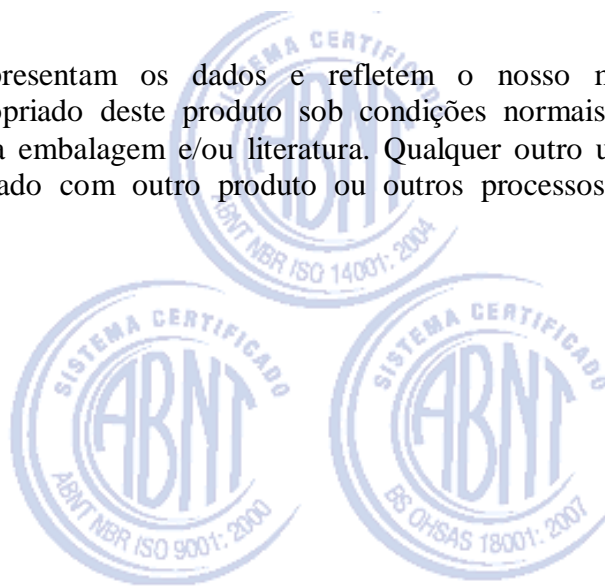 presentam os dados e refletem o nosso m
opriado deste produto sob condições normais
a embalagem e/ou literatura. Qualquer outro u
ado com outro produto ou outros processos
SISTEMA CERTIFICADO
ABNT
ABNT NBR ISO 14001: 2004
SISTEMA CERTIFICADO
ABNT
ABNT NBR ISO 9001: 2000
SISTEMA CERTIFICADO
ABNT
BS OHSAS 18001: 2007